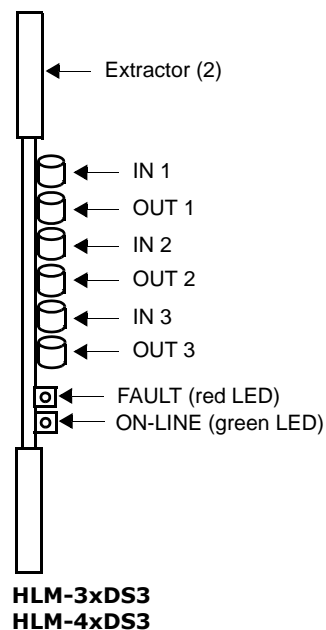 Extractor (2)
IN 1
OUT 1
IN 2
OUT 2
IN 3
OUT 3
FAULT (red LED)
ON-LINE (green LED)
HLM-3xDS3
HLM-4xDS3